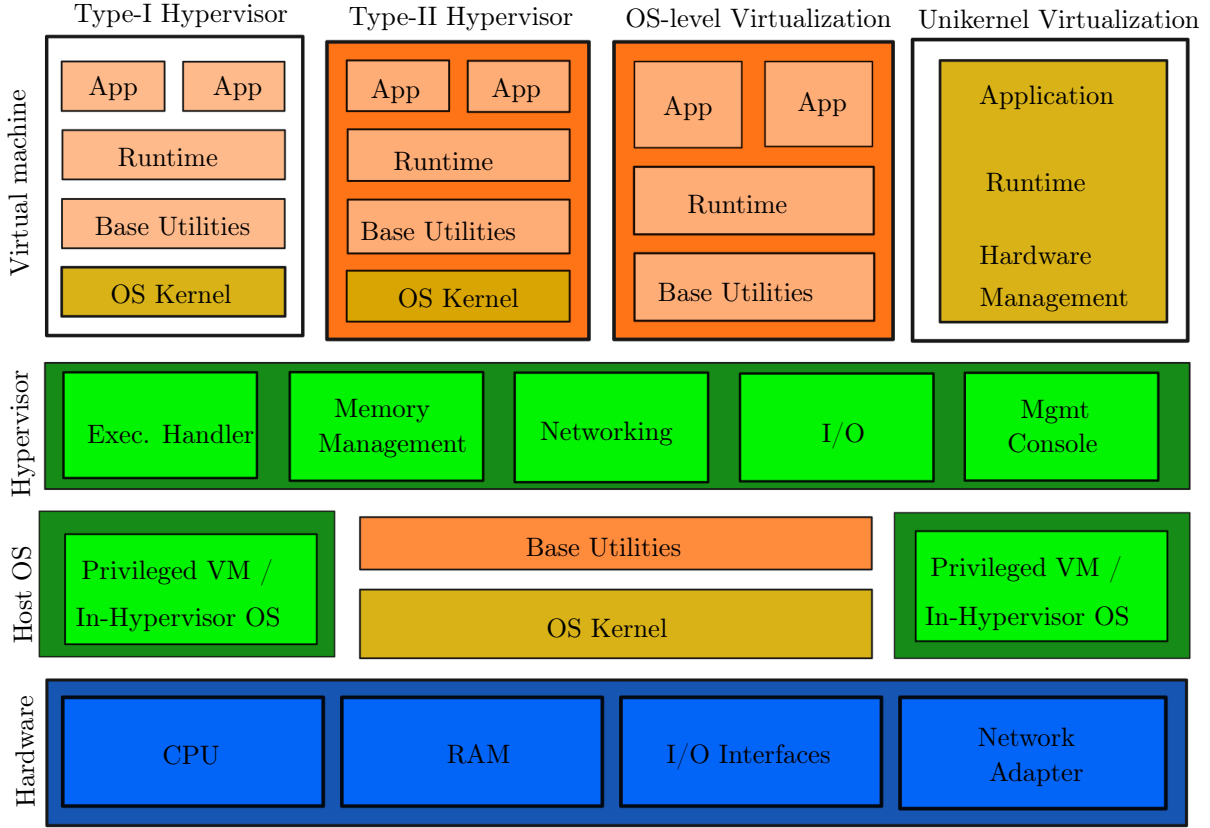 Type-I Hypervisor
Type-II Hypervisor
OS-level Virtualization
Unikernel Virtualization
Virtual machine
App
App
Runtime
Base Utilities
OS Kernel
App
App
Runtime
Base Utilities
OS Kernel
App
App
Runtime
Base Utilities
Application
Runtime
Hardware
Management
Hypervisor
Exec. Handler
Memory
Management
Networking
I/O
Mgmt
Console
Host OS
Privileged VM /
In-Hypervisor OS
Base Utilities
OS Kernel
Privileged VM /
In-Hypervisor OS
Hardware
CPU
RAM
I/O Interfaces
Network
Adapter